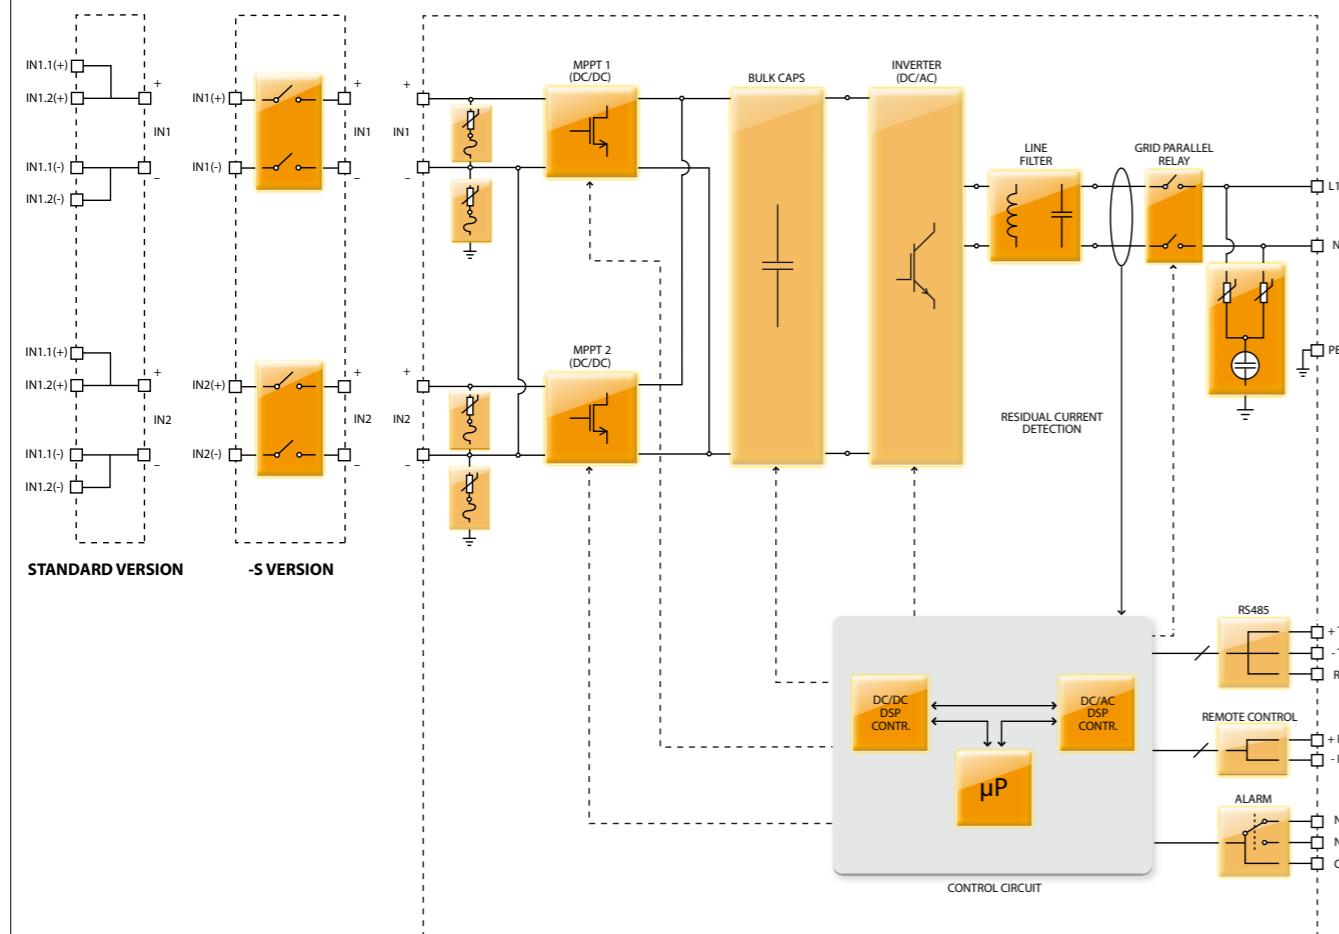 IN1.1(+)
IN1.2(+)
+
IN1
IN1.1(-)
–
IN1.2(-)
IN1.1(+)
IN1.2(+)
+
IN2
IN1.1(-)
–
IN1.2(-)
STANDARD VERSION
IN1(+)
+
IN1
IN1(-)
–
IN2(+)
+
IN2
IN2(-)
–
-S VERSION
+
IN1
–
+
IN2
–
MPPT 1
(DC/DC)
MPPT 2
(DC/DC)
BULK CAPS
INVERTER
(DC/AC)
LINE
FILTER
GRID PARALLEL
RELAY
L1
N
PE
RESIDUAL CURRENT
DETECTION
DC/DC
DSP
CONTR.
DC/AC
DSP
CONTR.
µP
CONTROL CIRCUIT
RS485
REMOTE CONTROL
ALARM